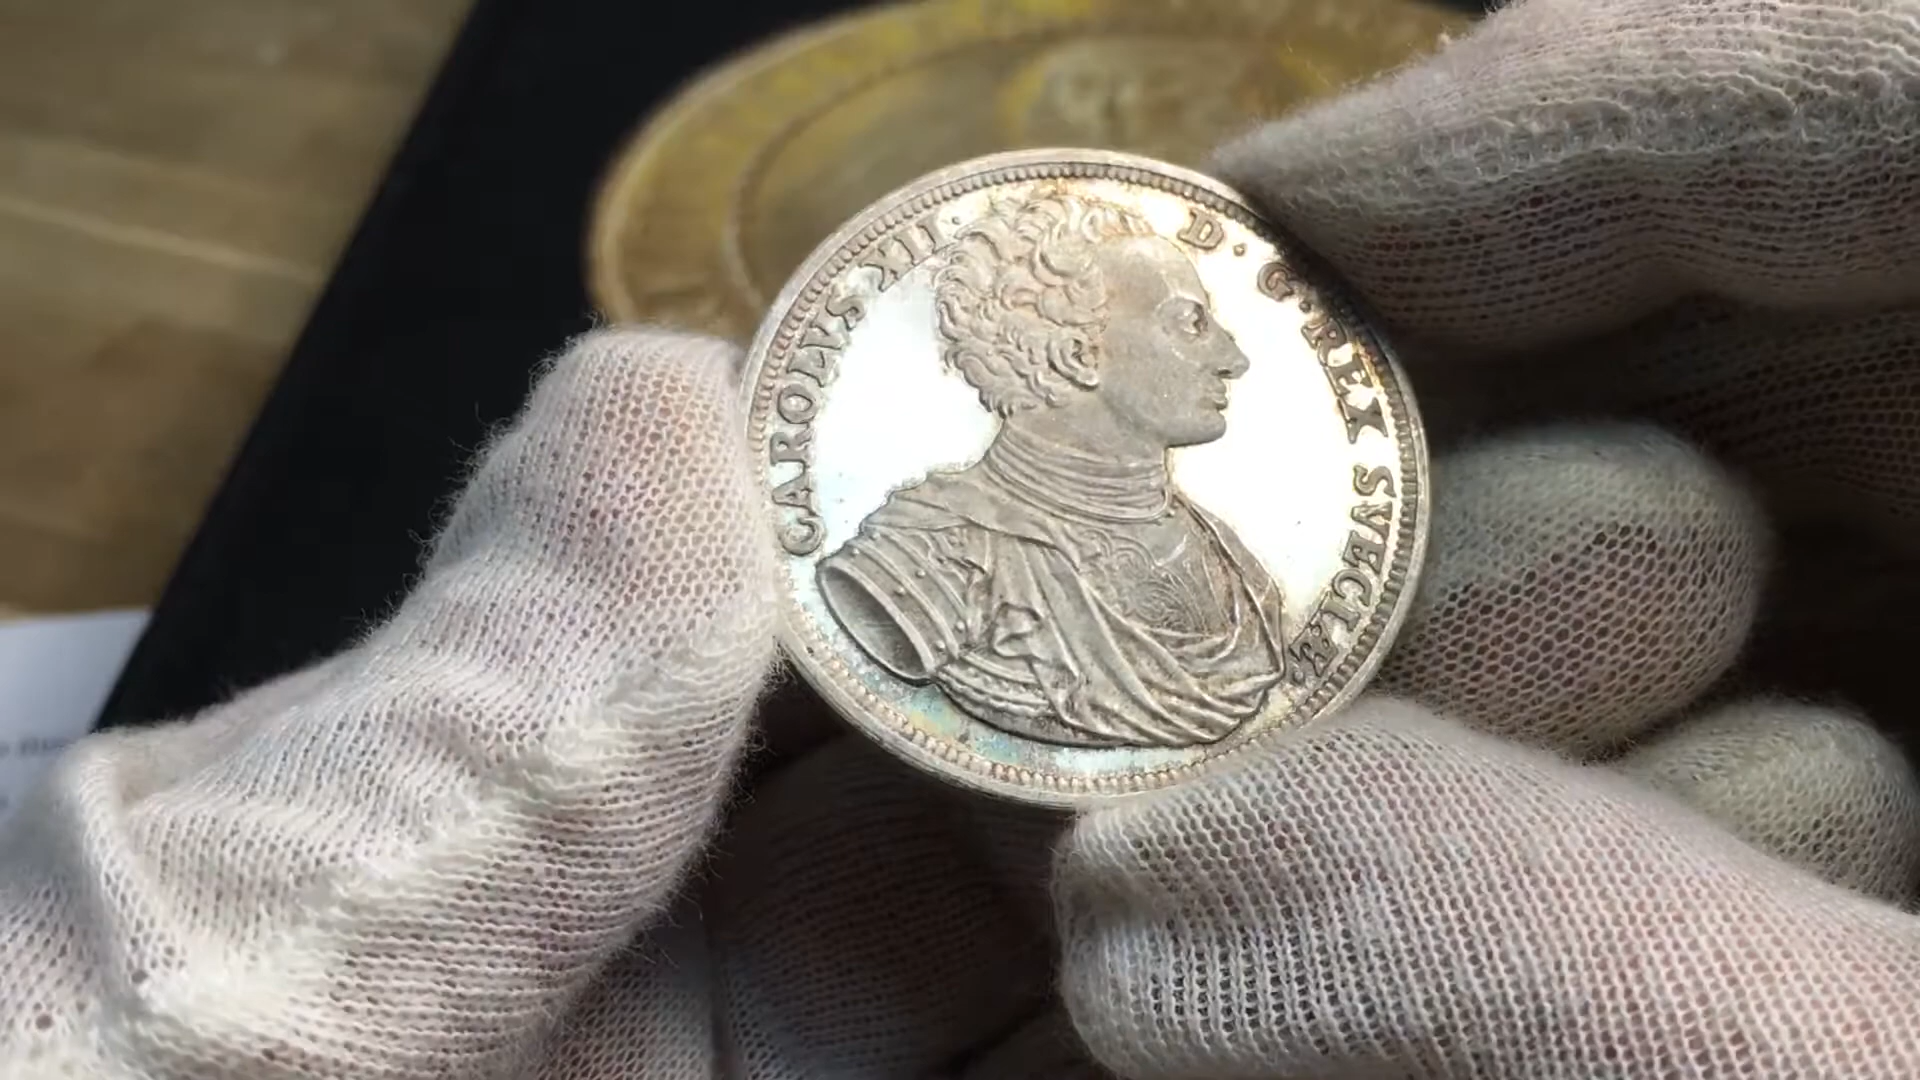 CAROLVS XII · D · G · REX SVECIÆ ·